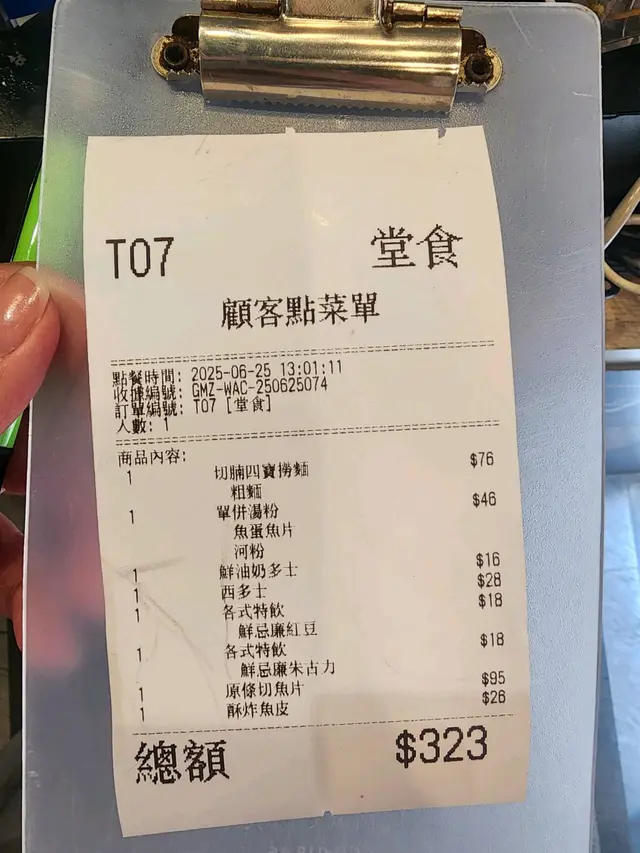 T07 堂食
顧客點菜單
點餐時間: 2025-06-25 13:01:11
收據編號: GMZ-WAC-250625074
訂單編號: T07 [堂食]
人數: 1
商品內容:
1 切腩四寶撈麵 $76
粗麵
1 單併湯粉 $46
魚蛋魚片
河粉
1 鮮油奶多士 $16
1 西多士 $28
1 各式特飲 $18
鮮忌廉紅豆
1 各式特飲 $18
鮮忌廉朱古力
1 原條切魚片 $95
1 酥炸魚皮 $26
總額 $323